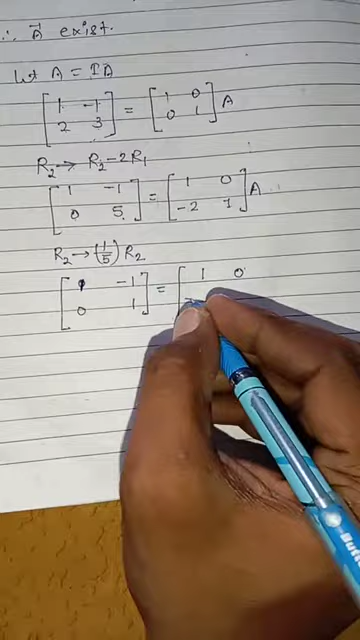 ∴ A⁻ exist.
Let A = IA
[1 -1; 2 3] = [1 0; 0 1] A
R₂ → R₂ - 2R₁
[1 -1; 0 5] = [1 0; -2 1] A
R₂ → (1/5) R₂
[1 -1; 0 1] = [1 0